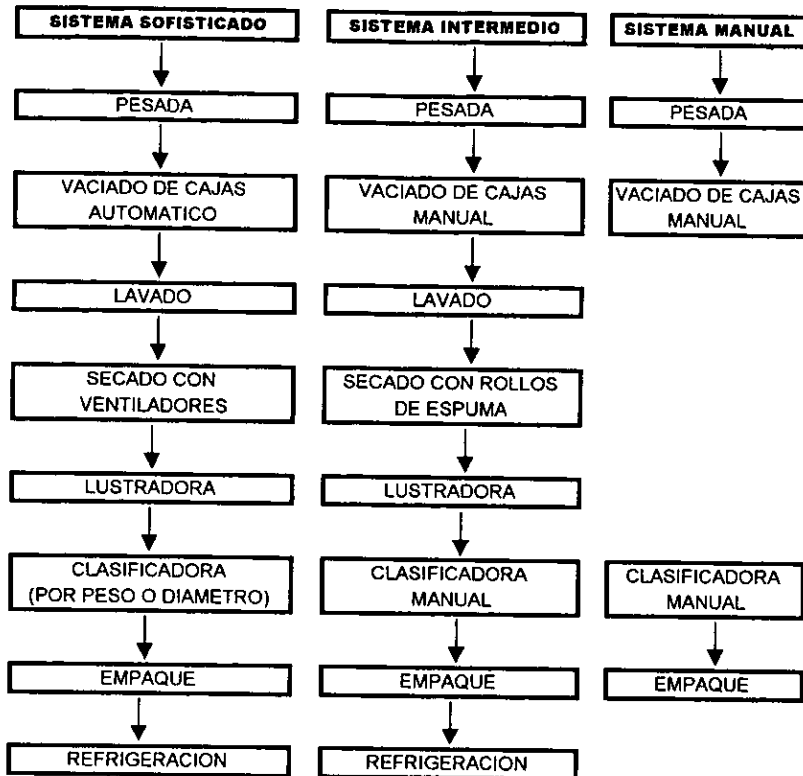 SISTEMA SOFISTICADO
PESADA
VACIADO DE CAJAS
AUTOMATICO
LAVADO
SECADO CON
VENTILADORES
LUSTRADORA
CLASIFICADORA
(POR PESO O DIAMETRO)
EMPAQUE
REFRIGERACION
SISTEMA INTERMEDIO
PESADA
VACIADO DE CAJAS
MANUAL
LAVADO
SECADO CON ROLLOS
DE ESPUMA
LUSTRADORA
CLASIFICADORA
MANUAL
EMPAQUE
REFRIGERACION
SISTEMA MANUAL
PESADA
VACIADO DE CAJAS
MANUAL
CLASIFICADORA
MANUAL
EMPAQUE